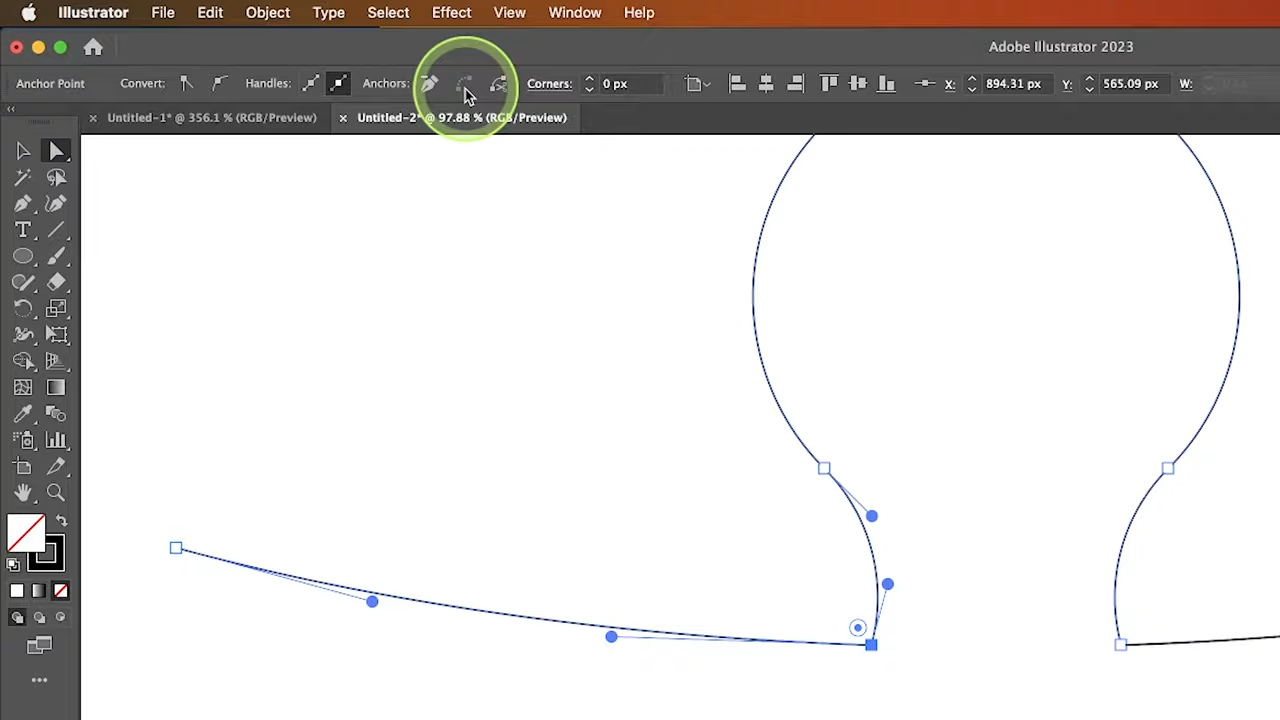 Illustrator File Edit Object Type Select Effect View Window Help
Adobe Illustrator 2023
Anchor Point Convert: Handles: Anchors: Corners: 0 px X: 894.31 px Y: 565.09 px W:
Untitled-1* @ 356.1 % (RGB/Preview) Untitled-2* @ 97.88 % (RGB/Preview)